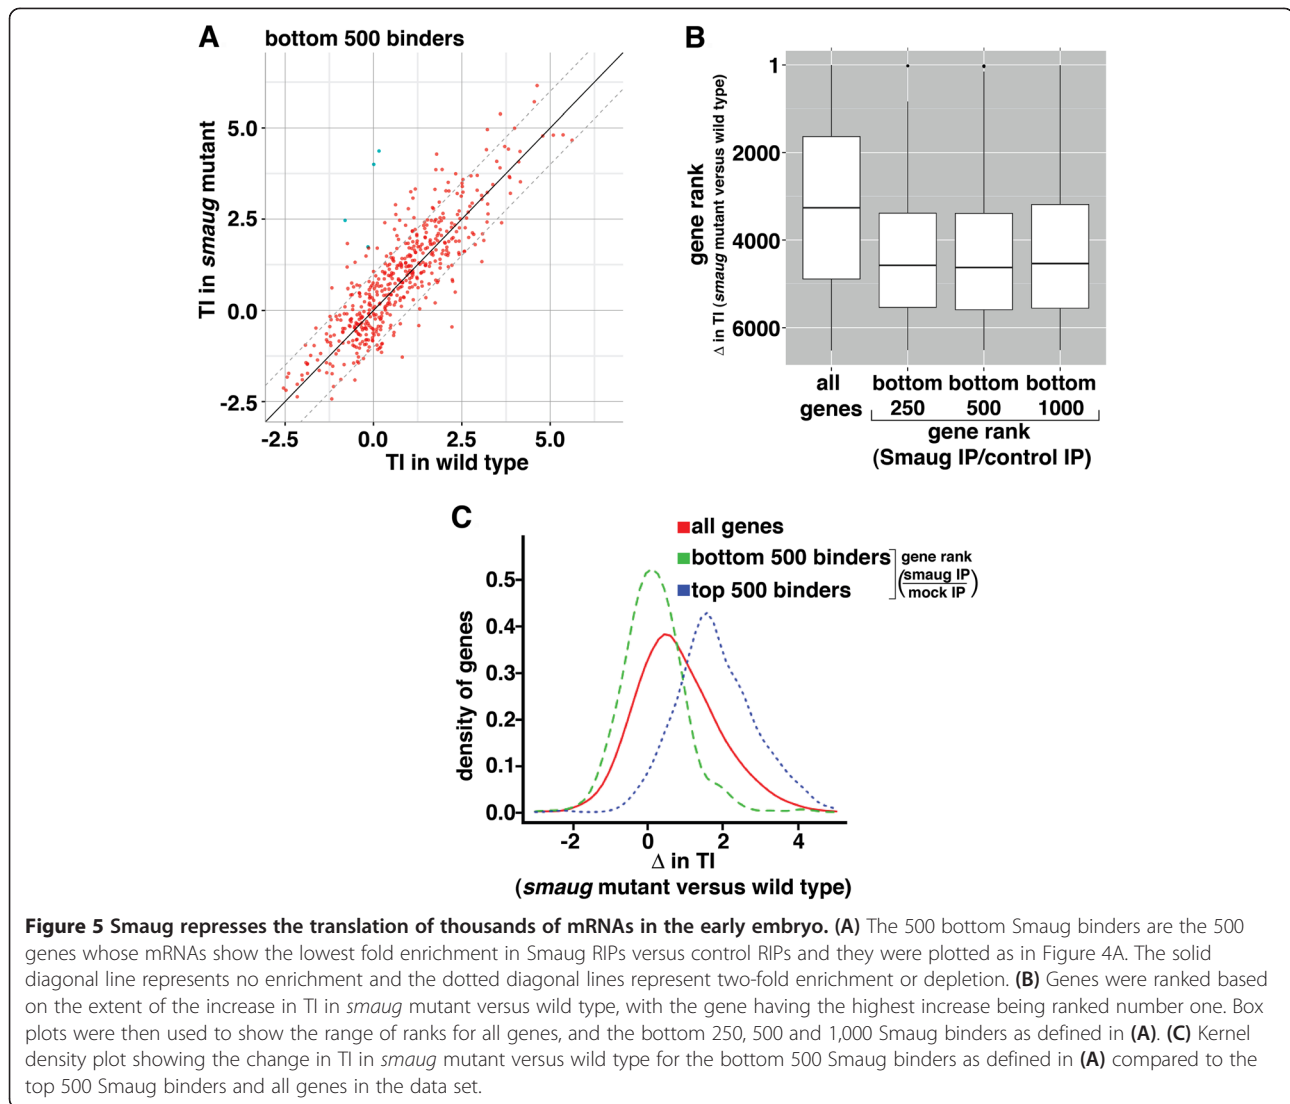 A
bottom 500 binders
TI in smaug mutant
5.0
2.5
0.0
-2.5
-2.5 0.0 2.5 5.0
TI in wild type
B
gene rank
Δ in TI (smaug mutant versus wild type)
1
2000
4000
6000
all genes
bottom 250
bottom 500
bottom 1000
gene rank
(Smaug IP/control IP)
C
all genes
bottom 500 binders
top 500 binders
gene rank
(smaug IP
mock IP)
density of genes
0.5
0.4
0.3
0.2
0.1
0.0
-2 0 2 4
Δ in TI
(smaug mutant versus wild type)
Figure 5 Smaug represses the translation of thousands of mRNAs in the early embryo. (A) The 500 bottom Smaug binders are the 500
genes whose mRNAs show the lowest fold enrichment in Smaug RIPs versus control RIPs and they were plotted as in Figure 4A. The solid
diagonal line represents no enrichment and the dotted diagonal lines represent two-fold enrichment or depletion. (B) Genes were ranked based
on the extent of the increase in TI in smaug mutant versus wild type, with the gene having the highest increase being ranked number one. Box
plots were then used to show the range of ranks for all genes, and the bottom 250, 500 and 1,000 Smaug binders as defined in (A). (C) Kernel
density plot showing the change in TI in smaug mutant versus wild type for the bottom 500 Smaug binders as defined in (A) compared to the
top 500 Smaug binders and all genes in the data set.